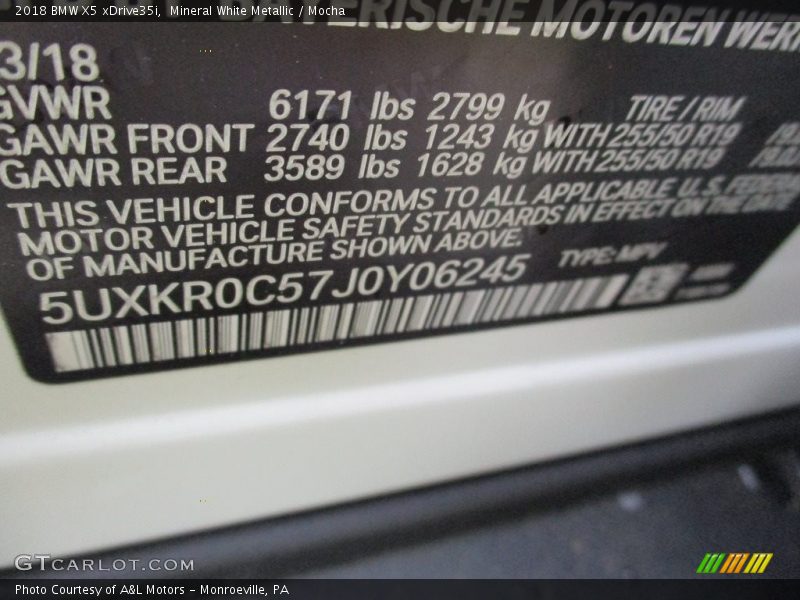 2018 BMW X5 xDrive35i, Mineral White Metallic / Mocha
BAYERISCHE MOTOREN WERK
3/18
GVWR 6171 lbs 2799 kg TIRE / RIM
GAWR FRONT 2740 lbs 1243 kg WITH 255/50 R19
GAWR REAR 3589 lbs 1628 kg WITH 255/50 R19
THIS VEHICLE CONFORMS TO ALL APPLICABLE U.S. FEDERAL
MOTOR VEHICLE SAFETY STANDARDS IN EFFECT ON THE DATE
OF MANUFACTURE SHOWN ABOVE.
TYPE: MPV
5UXKR0C57J0Y06245
GTCARLOT.COM
Photo Courtesy of A&L Motors – Monroeville, PA